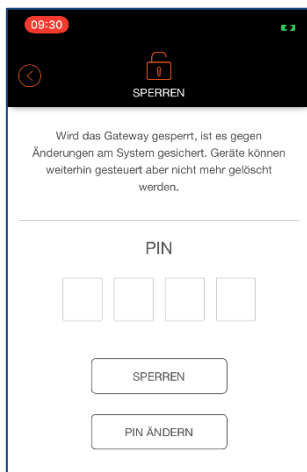 09:30
SPERREN
Wird das Gateway gesperrt, ist es gegen
Änderungen am System gesichert. Geräte können
weiterhin gesteuert aber nicht mehr gelöscht
werden.
PIN
SPERREN
PIN ÄNDERN